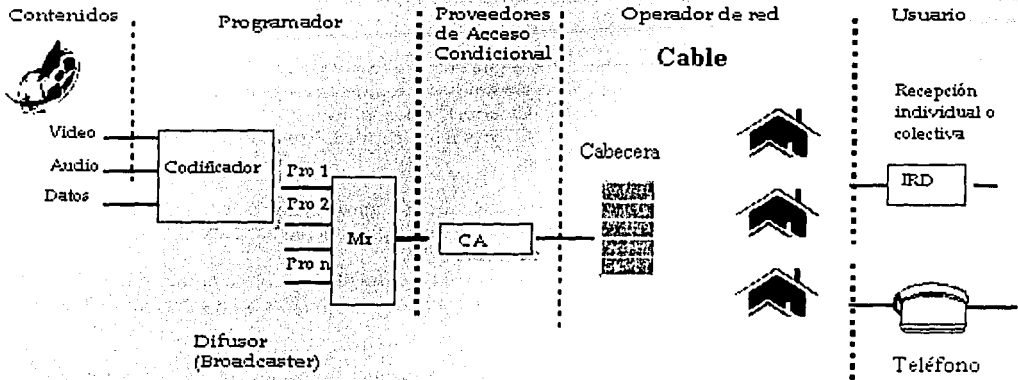 Contenidos
Programador
Proveedores
de Acceso
Condicional
Operador de red
Usuario
Cable
Recepción
individual o
colectiva
Video
Audio
Datos
Codificador
Pro 1
Pro 2
Pro n
Mx
CA
Cabecera
IRD
Difusor
(Broadcaster)
Teléfono